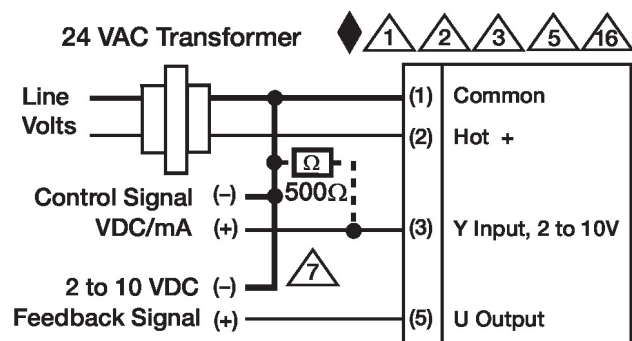 24 VAC Transformer
1 2 3 5 16
Line
Volts
(1) Common
(2) Hot +
Ω
500Ω
Control Signal (–)
VDC/mA (+)
(3) Y Input, 2 to 10V
7
2 to 10 VDC (–)
Feedback Signal (+)
(5) U Output